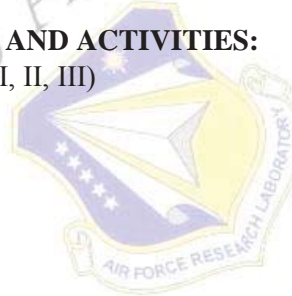 AND ACTIVITIES:
I, II, III)
AIR FORCE RESEARCH LABORATORY